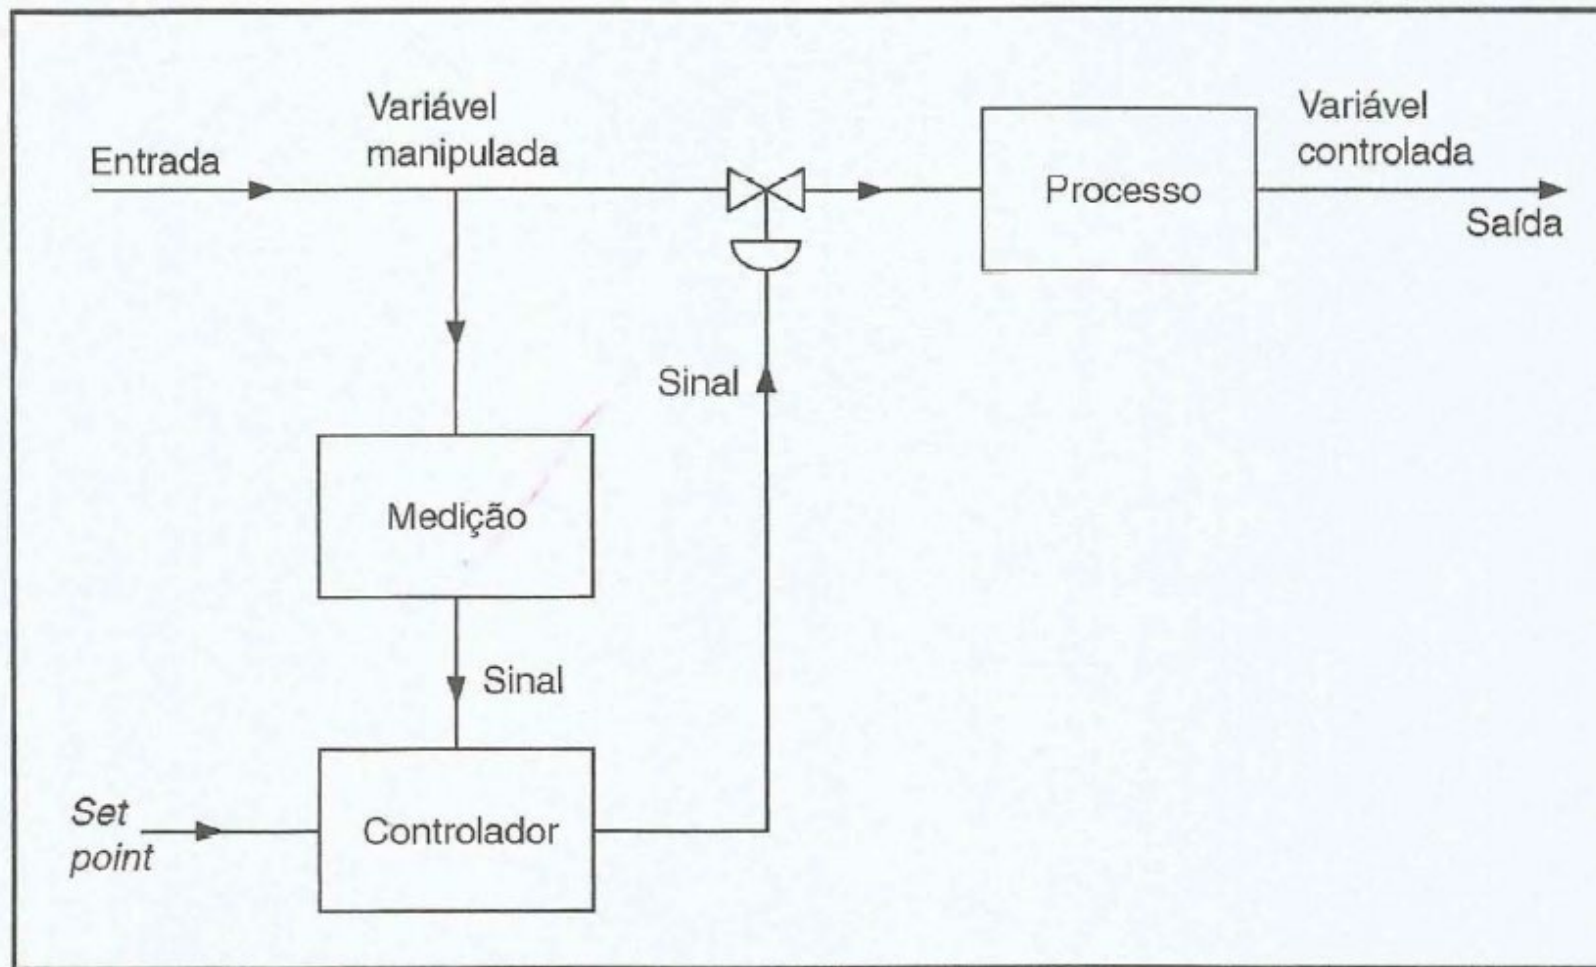 Variável
manipulada
Entrada
Processo
Variável
controlada
Saída
Sinal
Medição
Sinal
Set
point
Controlador